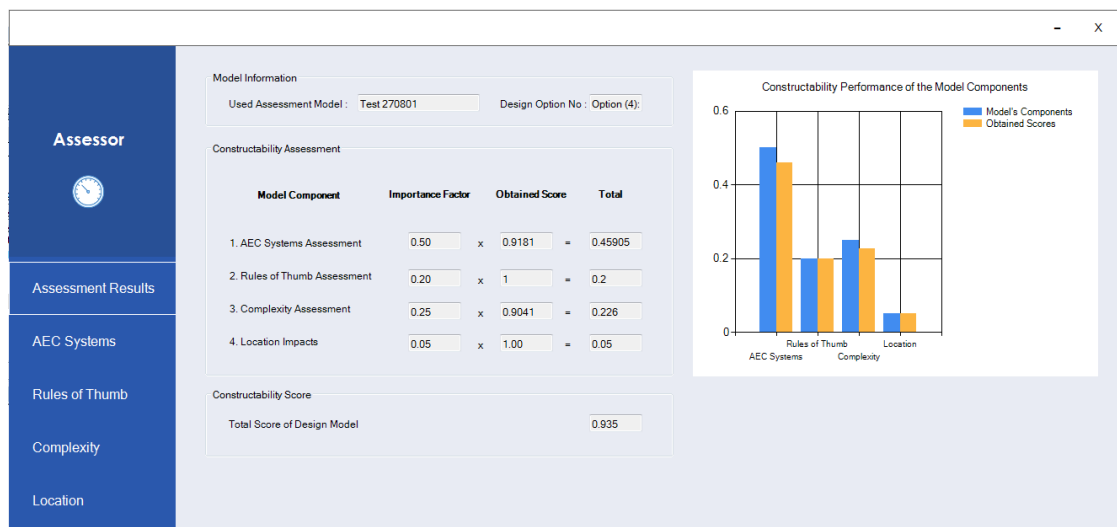 – X
Assessor
Assessment Results
AEC Systems
Rules of Thumb
Complexity
Location
Model Information
Used Assessment Model : Test 270801 Design Option No : Option (4):
Constructability Assessment
Model Component Importance Factor Obtained Score Total
1. AEC Systems Assessment 0.50 x 0.9181 = 0.45905
2. Rules of Thumb Assessment 0.20 x 1 = 0.2
3. Complexity Assessment 0.25 x 0.9041 = 0.226
4. Location Impacts 0.05 x 1.00 = 0.05
Constructability Score
Total Score of Design Model 0.935
Constructability Performance of the Model Components
0.6
0.4
0.2
0
Model's Components
Obtained Scores
Rules of Thumb Location
AEC Systems Complexity